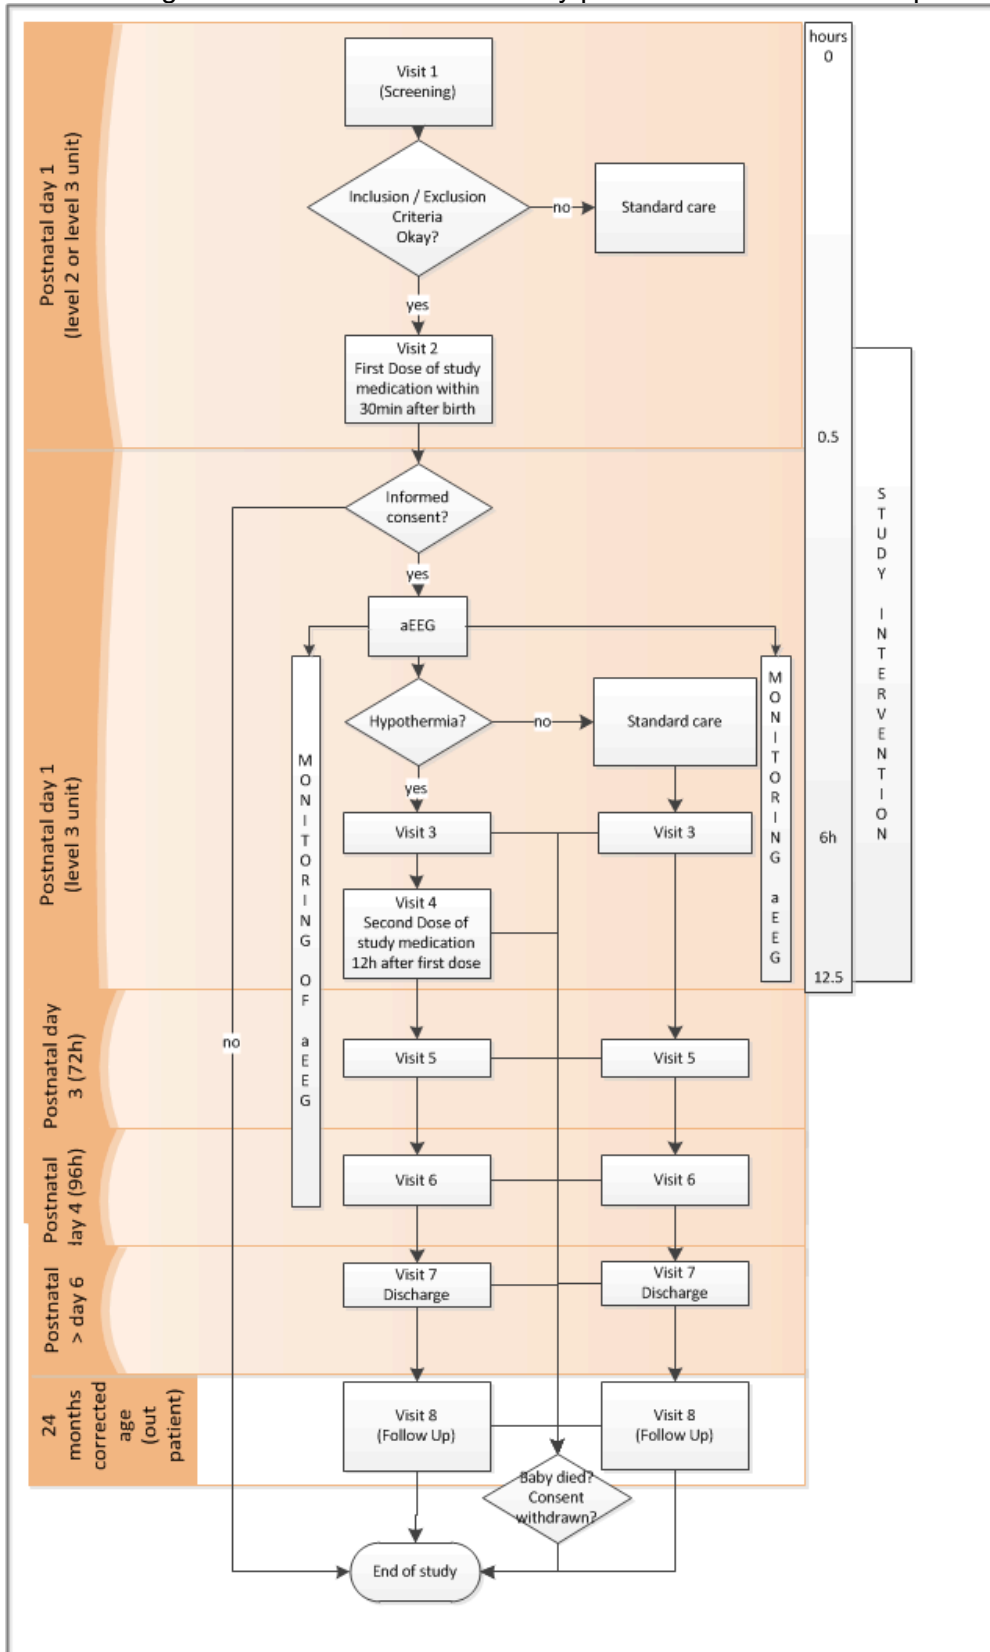 hours
0
Visit 1
(Screening)
Postnatal day 1
(level 2 or level 3 unit)
Inclusion / Exclusion
Criteria
Okay?
no
Standard care
yes
Visit 2
First Dose of study
medication within
30min after birth
0.5
STUDY INTERVENTION
Postnatal day 1
(level 3 unit)
Informed
consent?
yes
aEEG
MONITORING OF aEEG
MONITORING aEEG
Hypothermia?
no
Standard care
yes
Visit 3
Visit 3
6h
Visit 4
Second Dose of
study medication
12h after first dose
12.5
Postnatal day
3 (72h)
no
Visit 5
Visit 5
Postnatal
lay 4 (96h)
Visit 6
Visit 6
Postnatal
> day 6
Visit 7
Discharge
Visit 7
Discharge
24
months
corrected
age
(out
patient)
Visit 8
(Follow Up)
Visit 8
(Follow Up)
Baby died?
Consent
withdrawn?
End of study